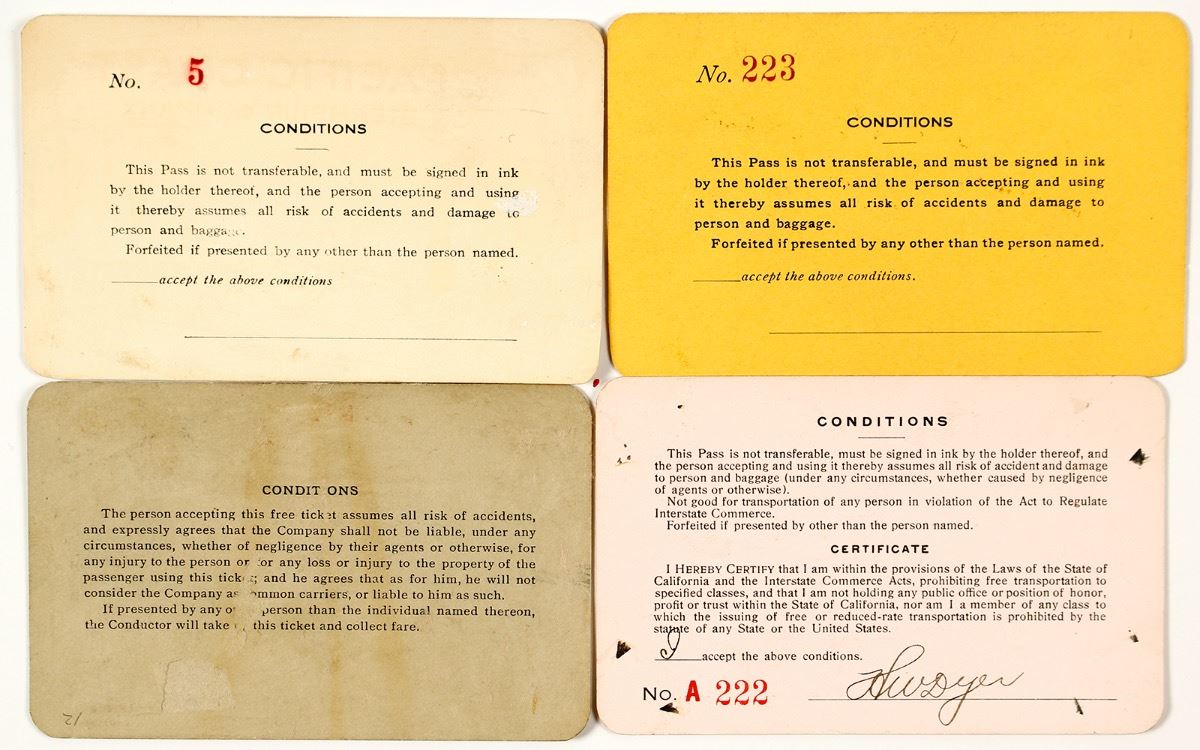 No. 5
CONDITIONS
This Pass is not transferable, and must be signed in ink
by the holder thereof, and the person accepting and using
it thereby assumes all risk of accidents and damage to
person and baggage.
Forfeited if presented by any other than the person named.
accept the above conditions
No. 223
CONDITIONS
This Pass is not transferable, and must be signed in ink
by the holder thereof, and the person accepting and using
it thereby assumes all risk of accidents and damage to
person and baggage.
Forfeited if presented by any other than the person named.
accept the above conditions.
CONDIT ONS
The person accepting this free ticket assumes all risk of accidents,
and expressly agrees that the Company shall not be liable, under any
circumstances, whether of negligence by their agents or otherwise, for
any injury to the person or for any loss or injury to the property of the
passenger using this ticket; and he agrees that as for him, he will not
consider the Company as common carriers, or liable to him as such.
If presented by any person than the individual named thereon,
the Conductor will take this ticket and collect fare.
21
CONDITIONS
This Pass is not transferable, must be signed in ink by the holder thereof, and
the person accepting and using it thereby assumes all risk of accident and damage
to person and baggage (under any circumstances, whether caused by negligence
of agents or otherwise).
Not good for transportation of any person in violation of the Act to Regulate
Interstate Commerce.
Forfeited if presented by other than the person named.
CERTIFICATE
I HEREBY CERTIFY that I am within the provisions of the Laws of the State of
California and the Interstate Commerce Acts, prohibiting free transportation to
specified classes, and that I am not holding any public office or position of honor,
profit or trust within the State of California, nor am I a member of any class to
which the issuing of free or reduced-rate transportation is prohibited by the
statute of any State or the United States.
I accept the above conditions.
No. A 222 HWDyer